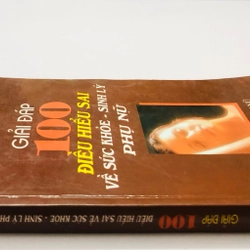 GIẢI ĐÁP
100
ĐIỀU HIỂU SAI
VỀ SỨC KHỎE - SINH LÝ
PHỤ NỮ
GIẢI ĐÁP 100 ĐIỀU HIỂU SAI VỀ SỨC KHỎE - SINH LÝ PH